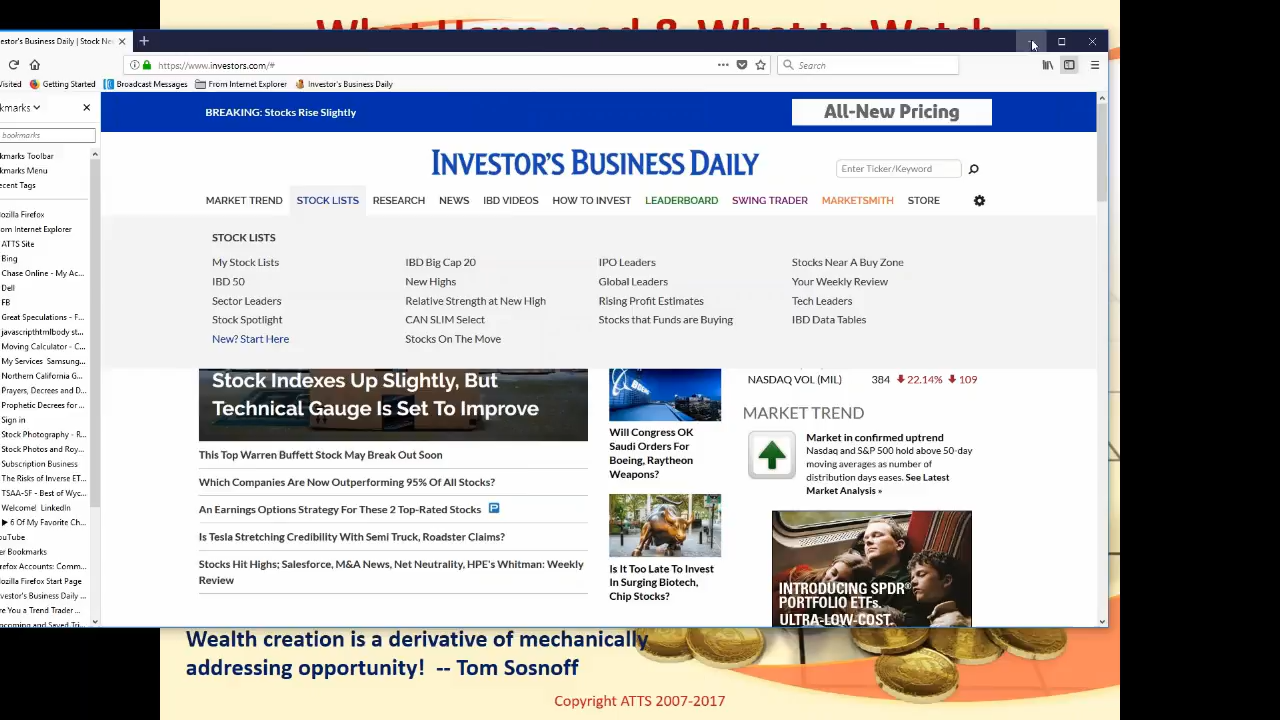 What Happened & What to Watch
nvestor's Business Daily | Stock Ne
https://www.investors.com/#
Search
Visited
Getting Started
Broadcast Messages
From Internet Explorer
Investor's Business Daily
kmarks
bookmarks
kmarks Toolbar
kmarks Menu
ecent Tags
ozilla Firefox
om Internet Explorer
ATTS Site
Bing
Chase Online - My Ac...
Dell
FB
Great Speculations - F...
javascripthtmlbody st...
Moving Calculator - C...
My Services Samsung...
Northern California G...
Prayers, Decrees and D...
Prophetic Decrees for ...
Sign in
Stock Photography - R...
Stock Photos and Roy...
Subscription Business
The Risks of Inverse ET...
TSAA-SF - Best of Wyc...
Welcome! LinkedIn
▶ 6 Of My Favorite Ch...
ouTube
er Bookmarks
refox Accounts: Comm...
ozilla Firefox Start Page
nvestor's Business Daily ...
re You a Trend Trader ...
BREAKING: Stocks Rise Slightly
All-New Pricing
INVESTOR'S BUSINESS DAILY
Enter Ticker/Keyword
MARKET TREND
STOCK LISTS
RESEARCH
NEWS
IBD VIDEOS
HOW TO INVEST
LEADERBOARD
SWING TRADER
MARKETSMITH
STORE
STOCK LISTS
My Stock Lists
IBD 50
Sector Leaders
Stock Spotlight
New? Start Here
IBD Big Cap 20
New Highs
Relative Strength at New High
CAN SLIM Select
Stocks On The Move
IPO Leaders
Global Leaders
Rising Profit Estimates
Stocks that Funds are Buying
Stocks Near A Buy Zone
Your Weekly Review
Tech Leaders
IBD Data Tables
Stock Indexes Up Slightly, But
Technical Gauge Is Set To Improve
This Top Warren Buffett Stock May Break Out Soon
Which Companies Are Now Outperforming 95% Of All Stocks?
An Earnings Options Strategy For These 2 Top-Rated Stocks
Is Tesla Stretching Credibility With Semi Truck, Roadster Claims?
Stocks Hit Highs; Salesforce, M&A News, Net Neutrality, HPE's Whitman: Weekly
Review
Will Congress OK
Saudi Orders For
Boeing, Raytheon
Weapons?
Is It Too Late To Invest
In Surging Biotech,
Chip Stocks?
NASDAQ VOL (MIL) 384 22.14% 109
MARKET TREND
Market in confirmed uptrend
Nasdaq and S&P 500 hold above 50-day
moving averages as number of
distribution days eases. See Latest
Market Analysis »
INTRODUCING SPDR®
PORTFOLIO ETFs.
ULTRA-LOW-COST.
Wealth creation is a derivative of mechanically
addressing opportunity! -- Tom Sosnoff
Copyright ATTS 2007-2017